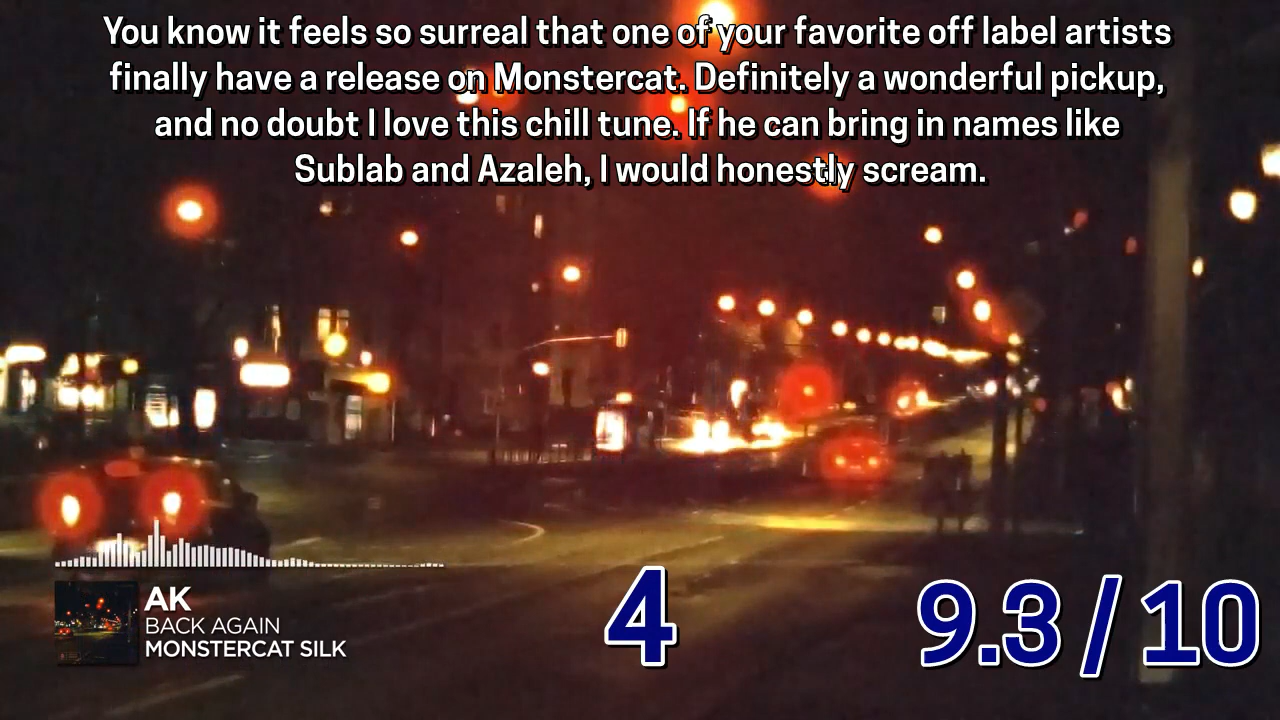 You know it feels so surreal that one of your favorite off label artists
finally have a release on Monstercat. Definitely a wonderful pickup,
and no doubt I love this chill tune. If he can bring in names like
Sublab and Azaleh, I would honestly scream.
AK
BACK AGAIN
MONSTERCAT SILK
4
9.3 / 10